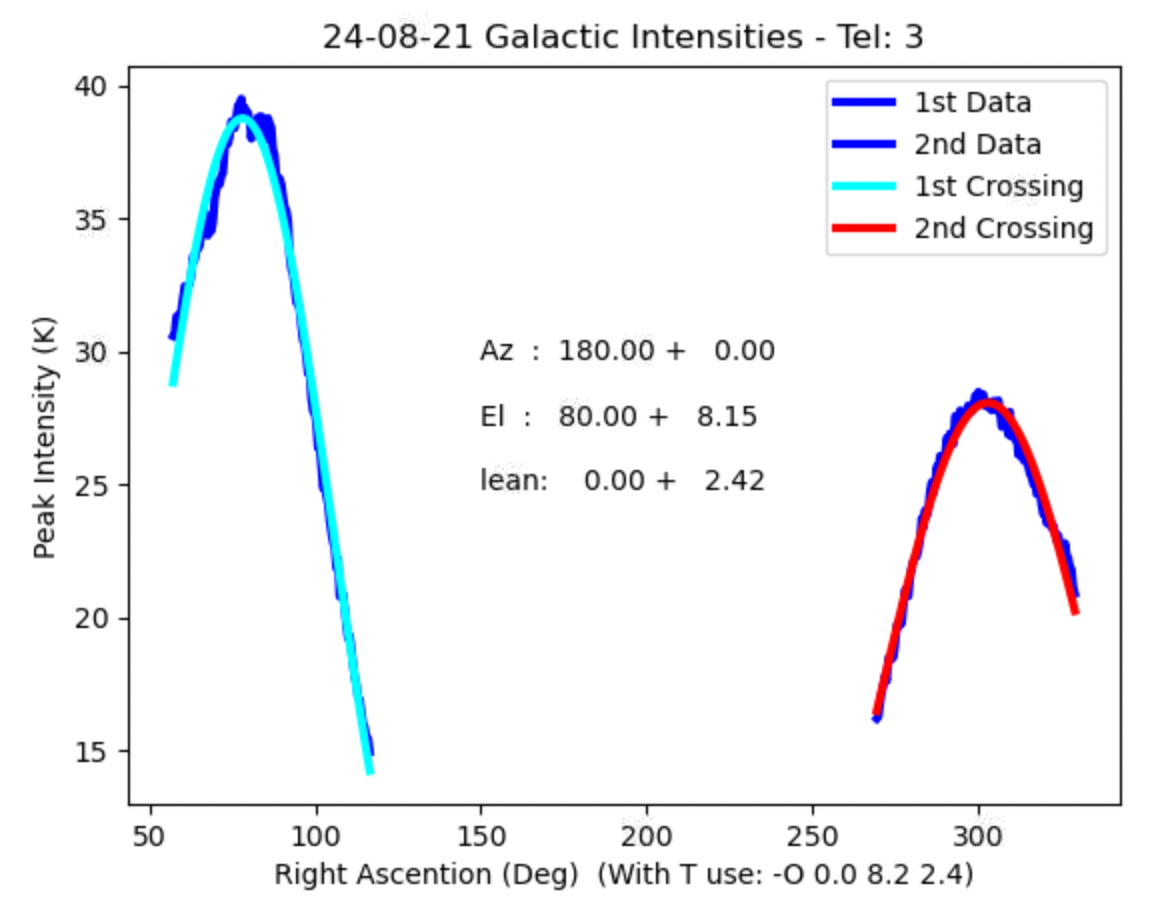 24-08-21 Galactic Intensities - Tel: 3
40
35
30
25
20
15
Peak Intensity (K)
1st Data
2nd Data
1st Crossing
2nd Crossing
Az : 180.00 + 0.00
El : 80.00 + 8.15
lean: 0.00 + 2.42
50 100 150 200 250 300
Right Ascention (Deg) (With T use: -O 0.0 8.2 2.4)